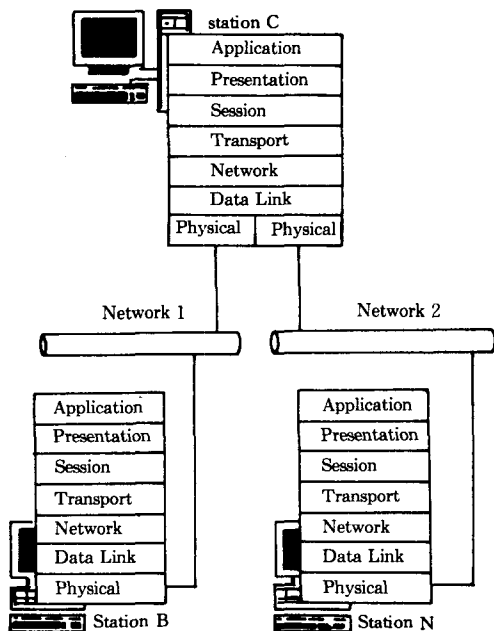 station C
Application
Presentation
Session
Transport
Network
Data Link
Physical Physical
Network 1
Network 2
Application
Presentation
Session
Transport
Network
Data Link
Physical
Station B
Application
Presentation
Session
Transport
Network
Data Link
Physical
Station N